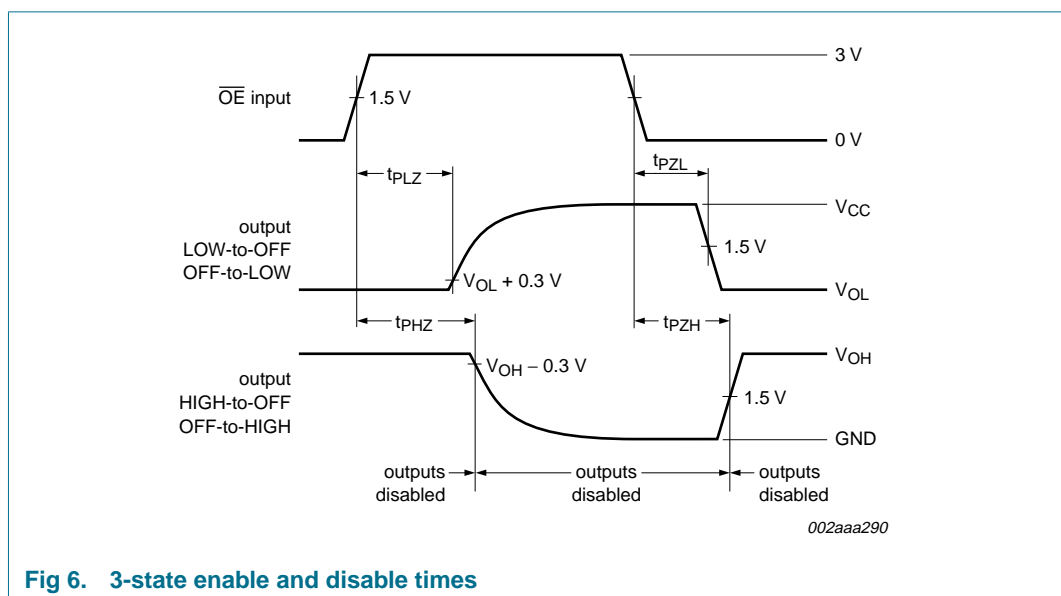 3 V
OE input
1.5 V
0 V
tPLZ
tPZL
VCC
output
LOW-to-OFF
OFF-to-LOW
1.5 V
VOL + 0.3 V
VOL
tPHZ
tPZH
VOH
VOH − 0.3 V
output
HIGH-to-OFF
OFF-to-HIGH
1.5 V
GND
outputs
disabled
outputs
disabled
outputs
disabled
002aaa290
Fig 6. 3-state enable and disable times